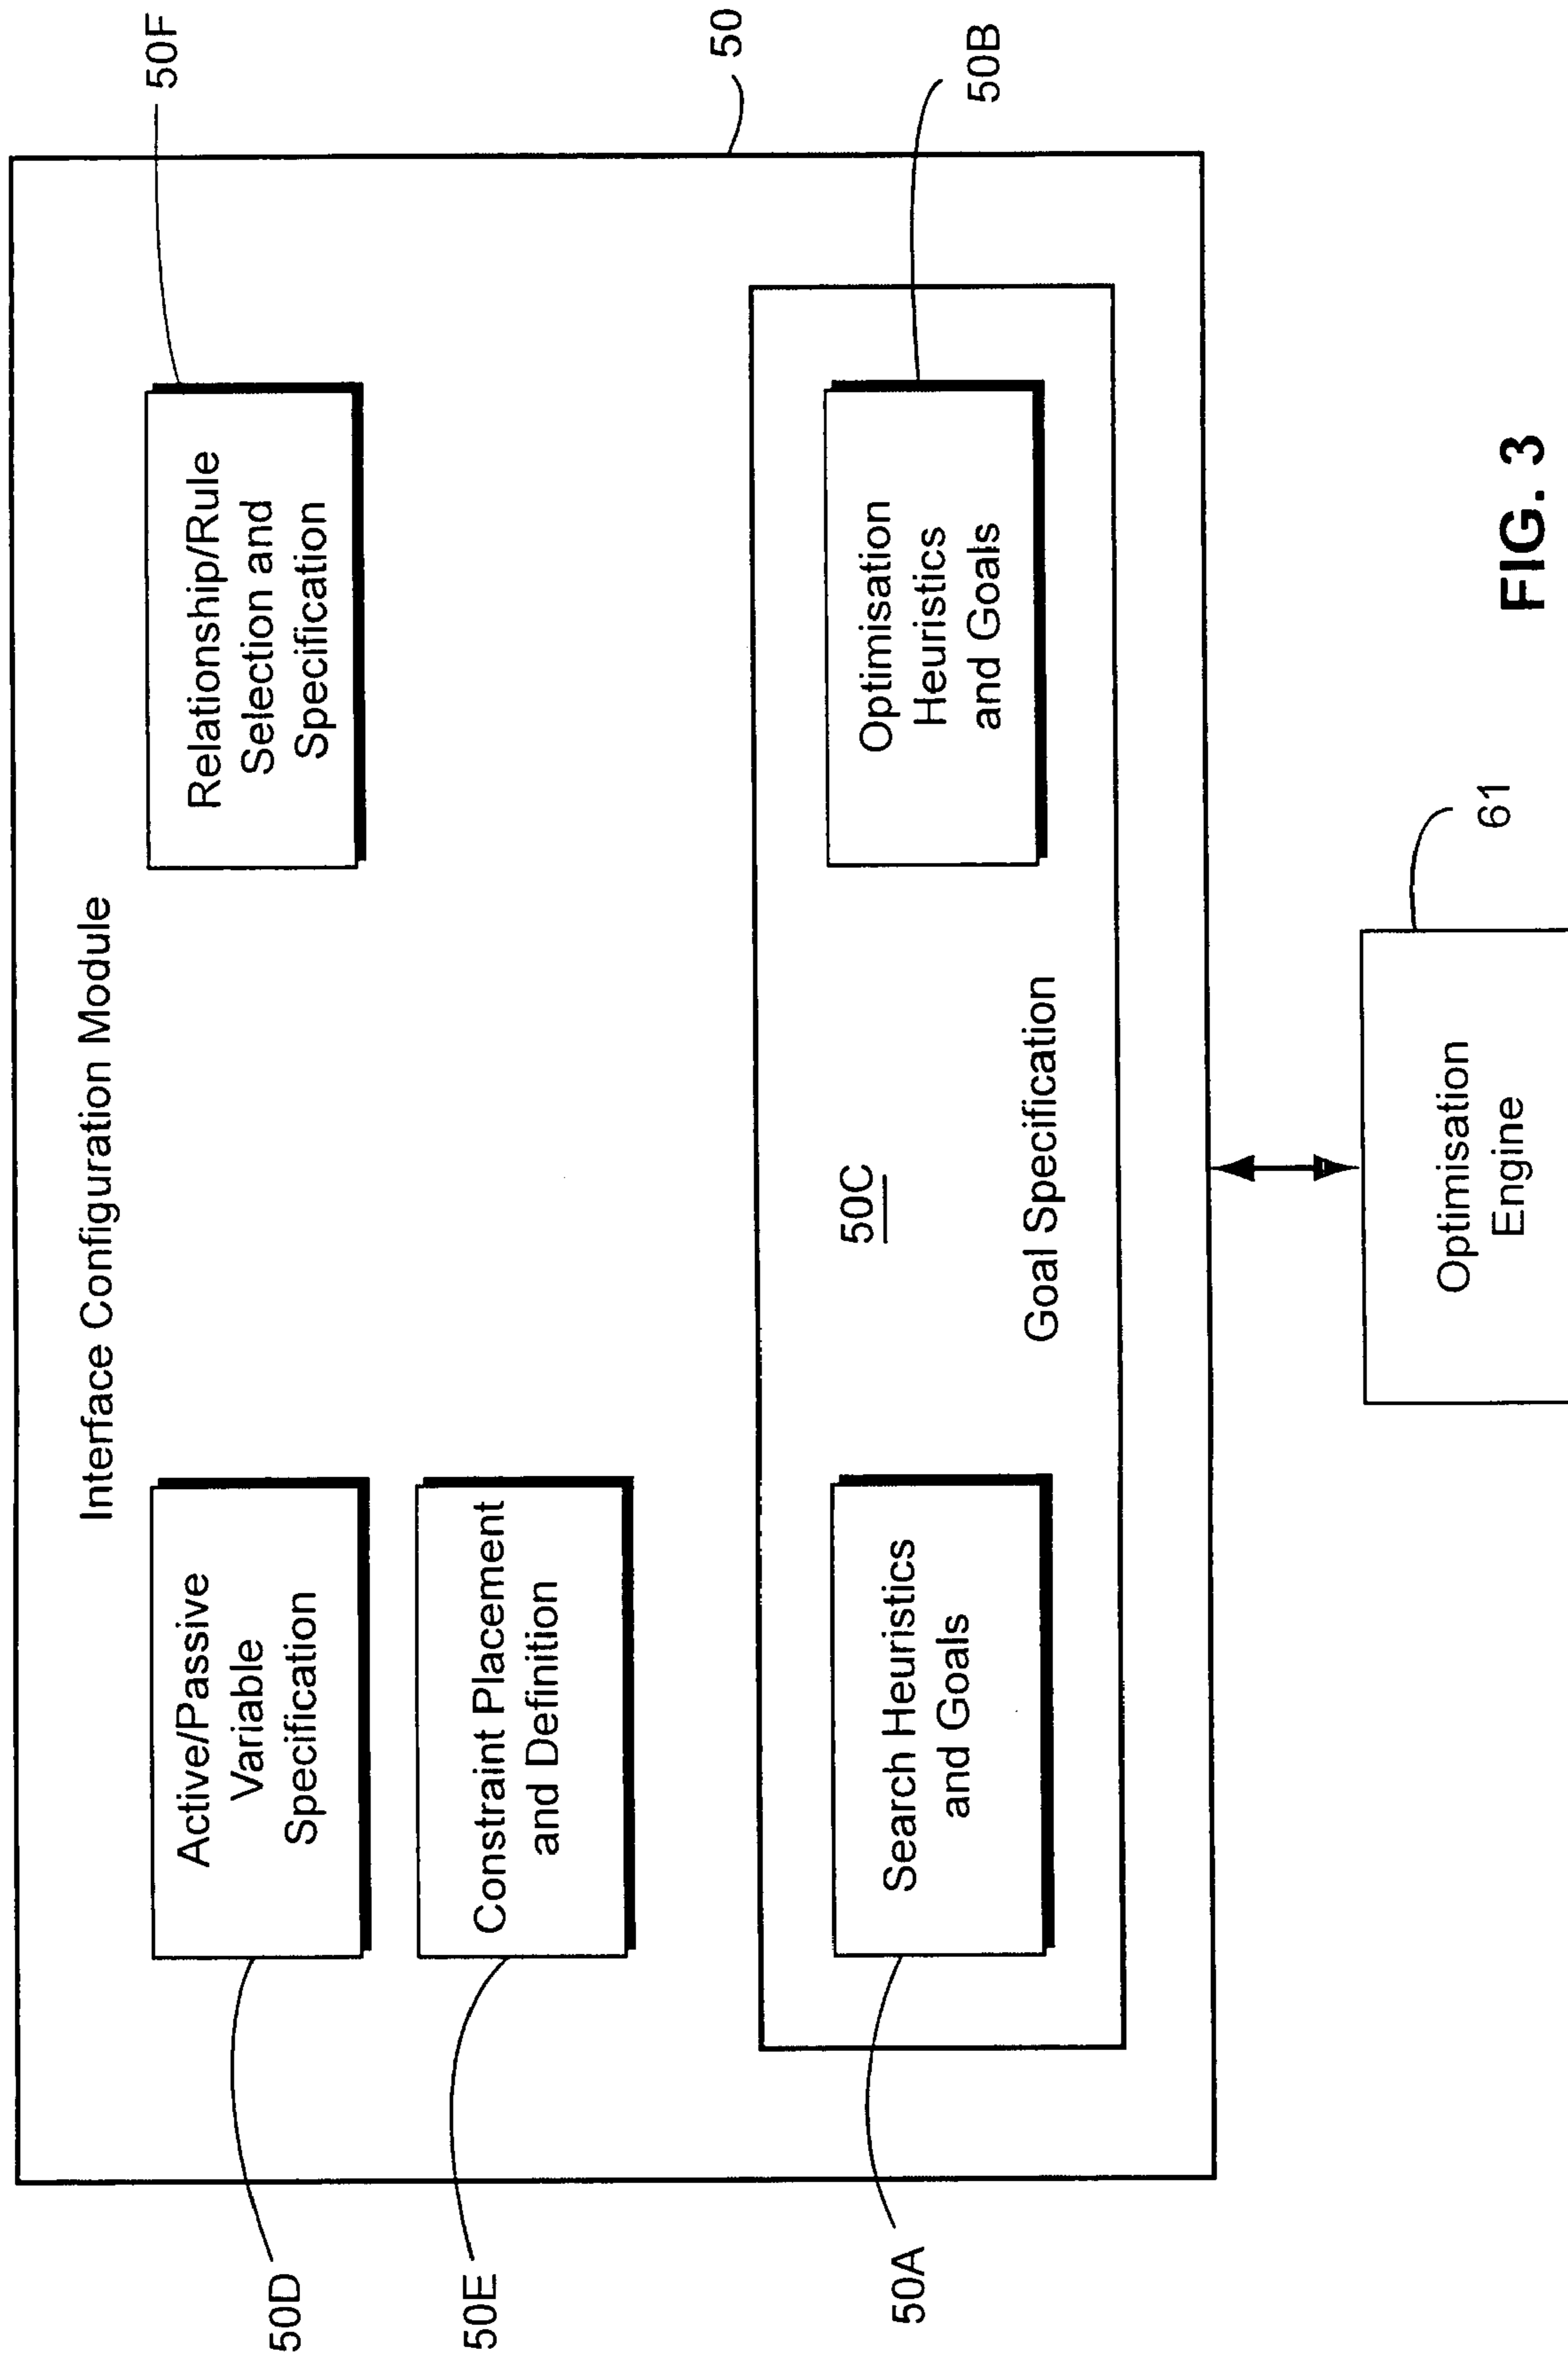 Interface Configuration Module
50D
Active/Passive
Variable
Specification
50F
Relationship/Rule
Selection and
Specification
50E
Constraint Placement
and Definition
50
50A
Search Heuristics
and Goals
50C
Goal Specification
50B
Optimisation
Heuristics
and Goals
Optimisation
Engine
61
FIG. 3